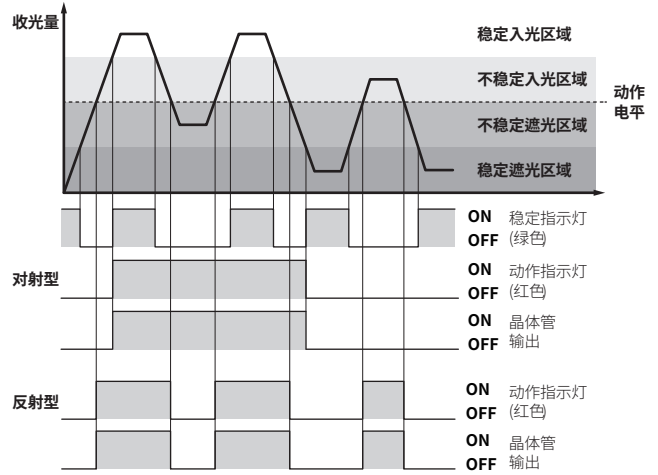 收光量
稳定入光区域
不稳定入光区域
动作
电平
不稳定遮光区域
稳定遮光区域
ON 稳定指示灯
OFF (绿色)
对射型
ON 动作指示灯
OFF (红色)
ON 晶体管
OFF 输出
反射型
ON 动作指示灯
OFF (红色)
ON 晶体管
OFF 输出